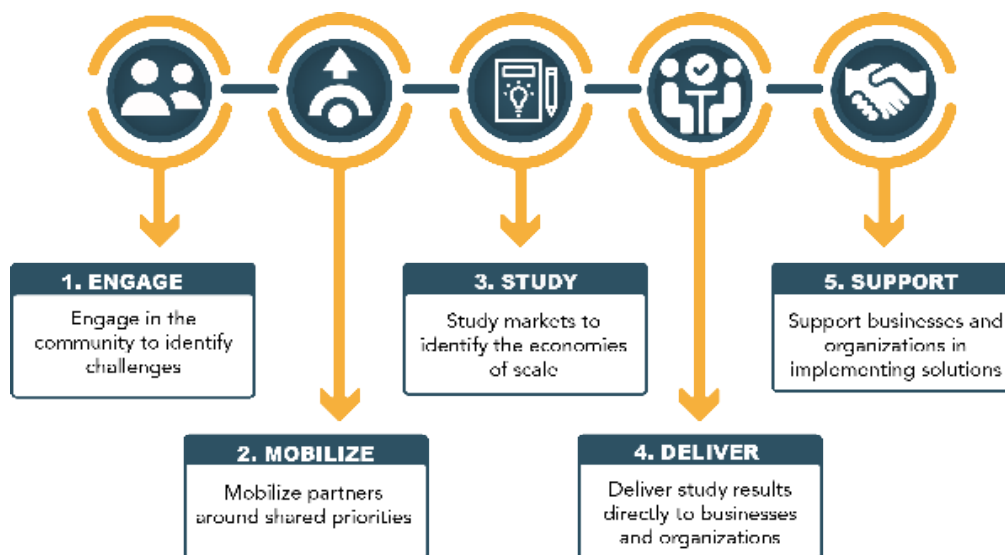 1. ENGAGE
Engage in the
community to identify
challenges
2. MOBILIZE
Mobilize partners
around shared priorities
3. STUDY
Study markets to
identify the economies
of scale
4. DELIVER
Deliver study results
directly to businesses
and organizations
5. SUPPORT
Support businesses and
organizations in
implementing solutions